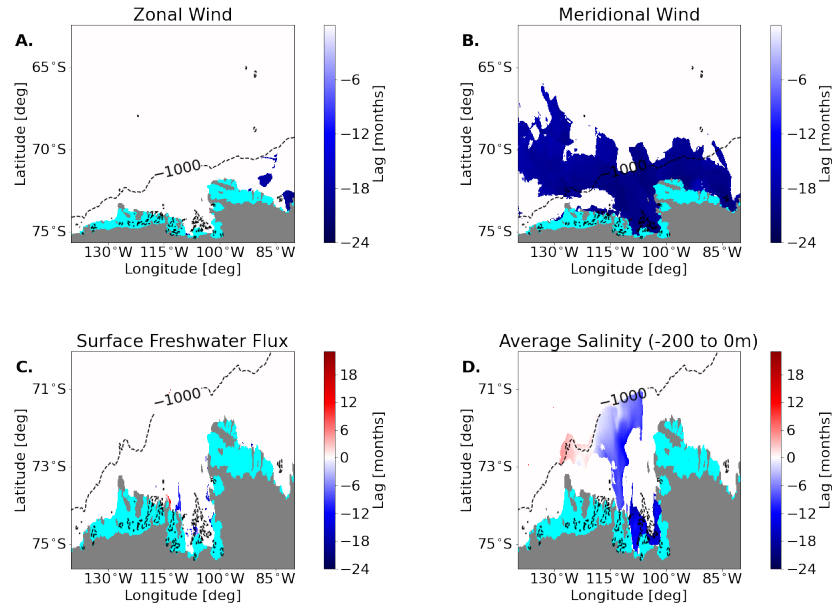 Zonal Wind
A.
65°S
70°S
75°S
Latitude [deg]
−1000
130°W
115°W
100°W
85°W
Longitude [deg]
−6
−12
−18
−24
Lag [months]
Meridional Wind
B.
65°S
70°S
75°S
Latitude [deg]
−1000
130°W
115°W
100°W
85°W
Longitude [deg]
−6
−12
−18
−24
Lag [months]
Surface Freshwater Flux
C.
71°S
73°S
75°S
Latitude [deg]
−1000
130°W
115°W
100°W
85°W
Longitude [deg]
18
12
6
0
−6
−12
−18
−24
Lag [months]
Average Salinity (-200 to 0m)
D.
71°S
73°S
75°S
Latitude [deg]
−1000
130°W
115°W
100°W
85°W
Longitude [deg]
18
12
6
0
−6
−12
−18
−24
Lag [months]